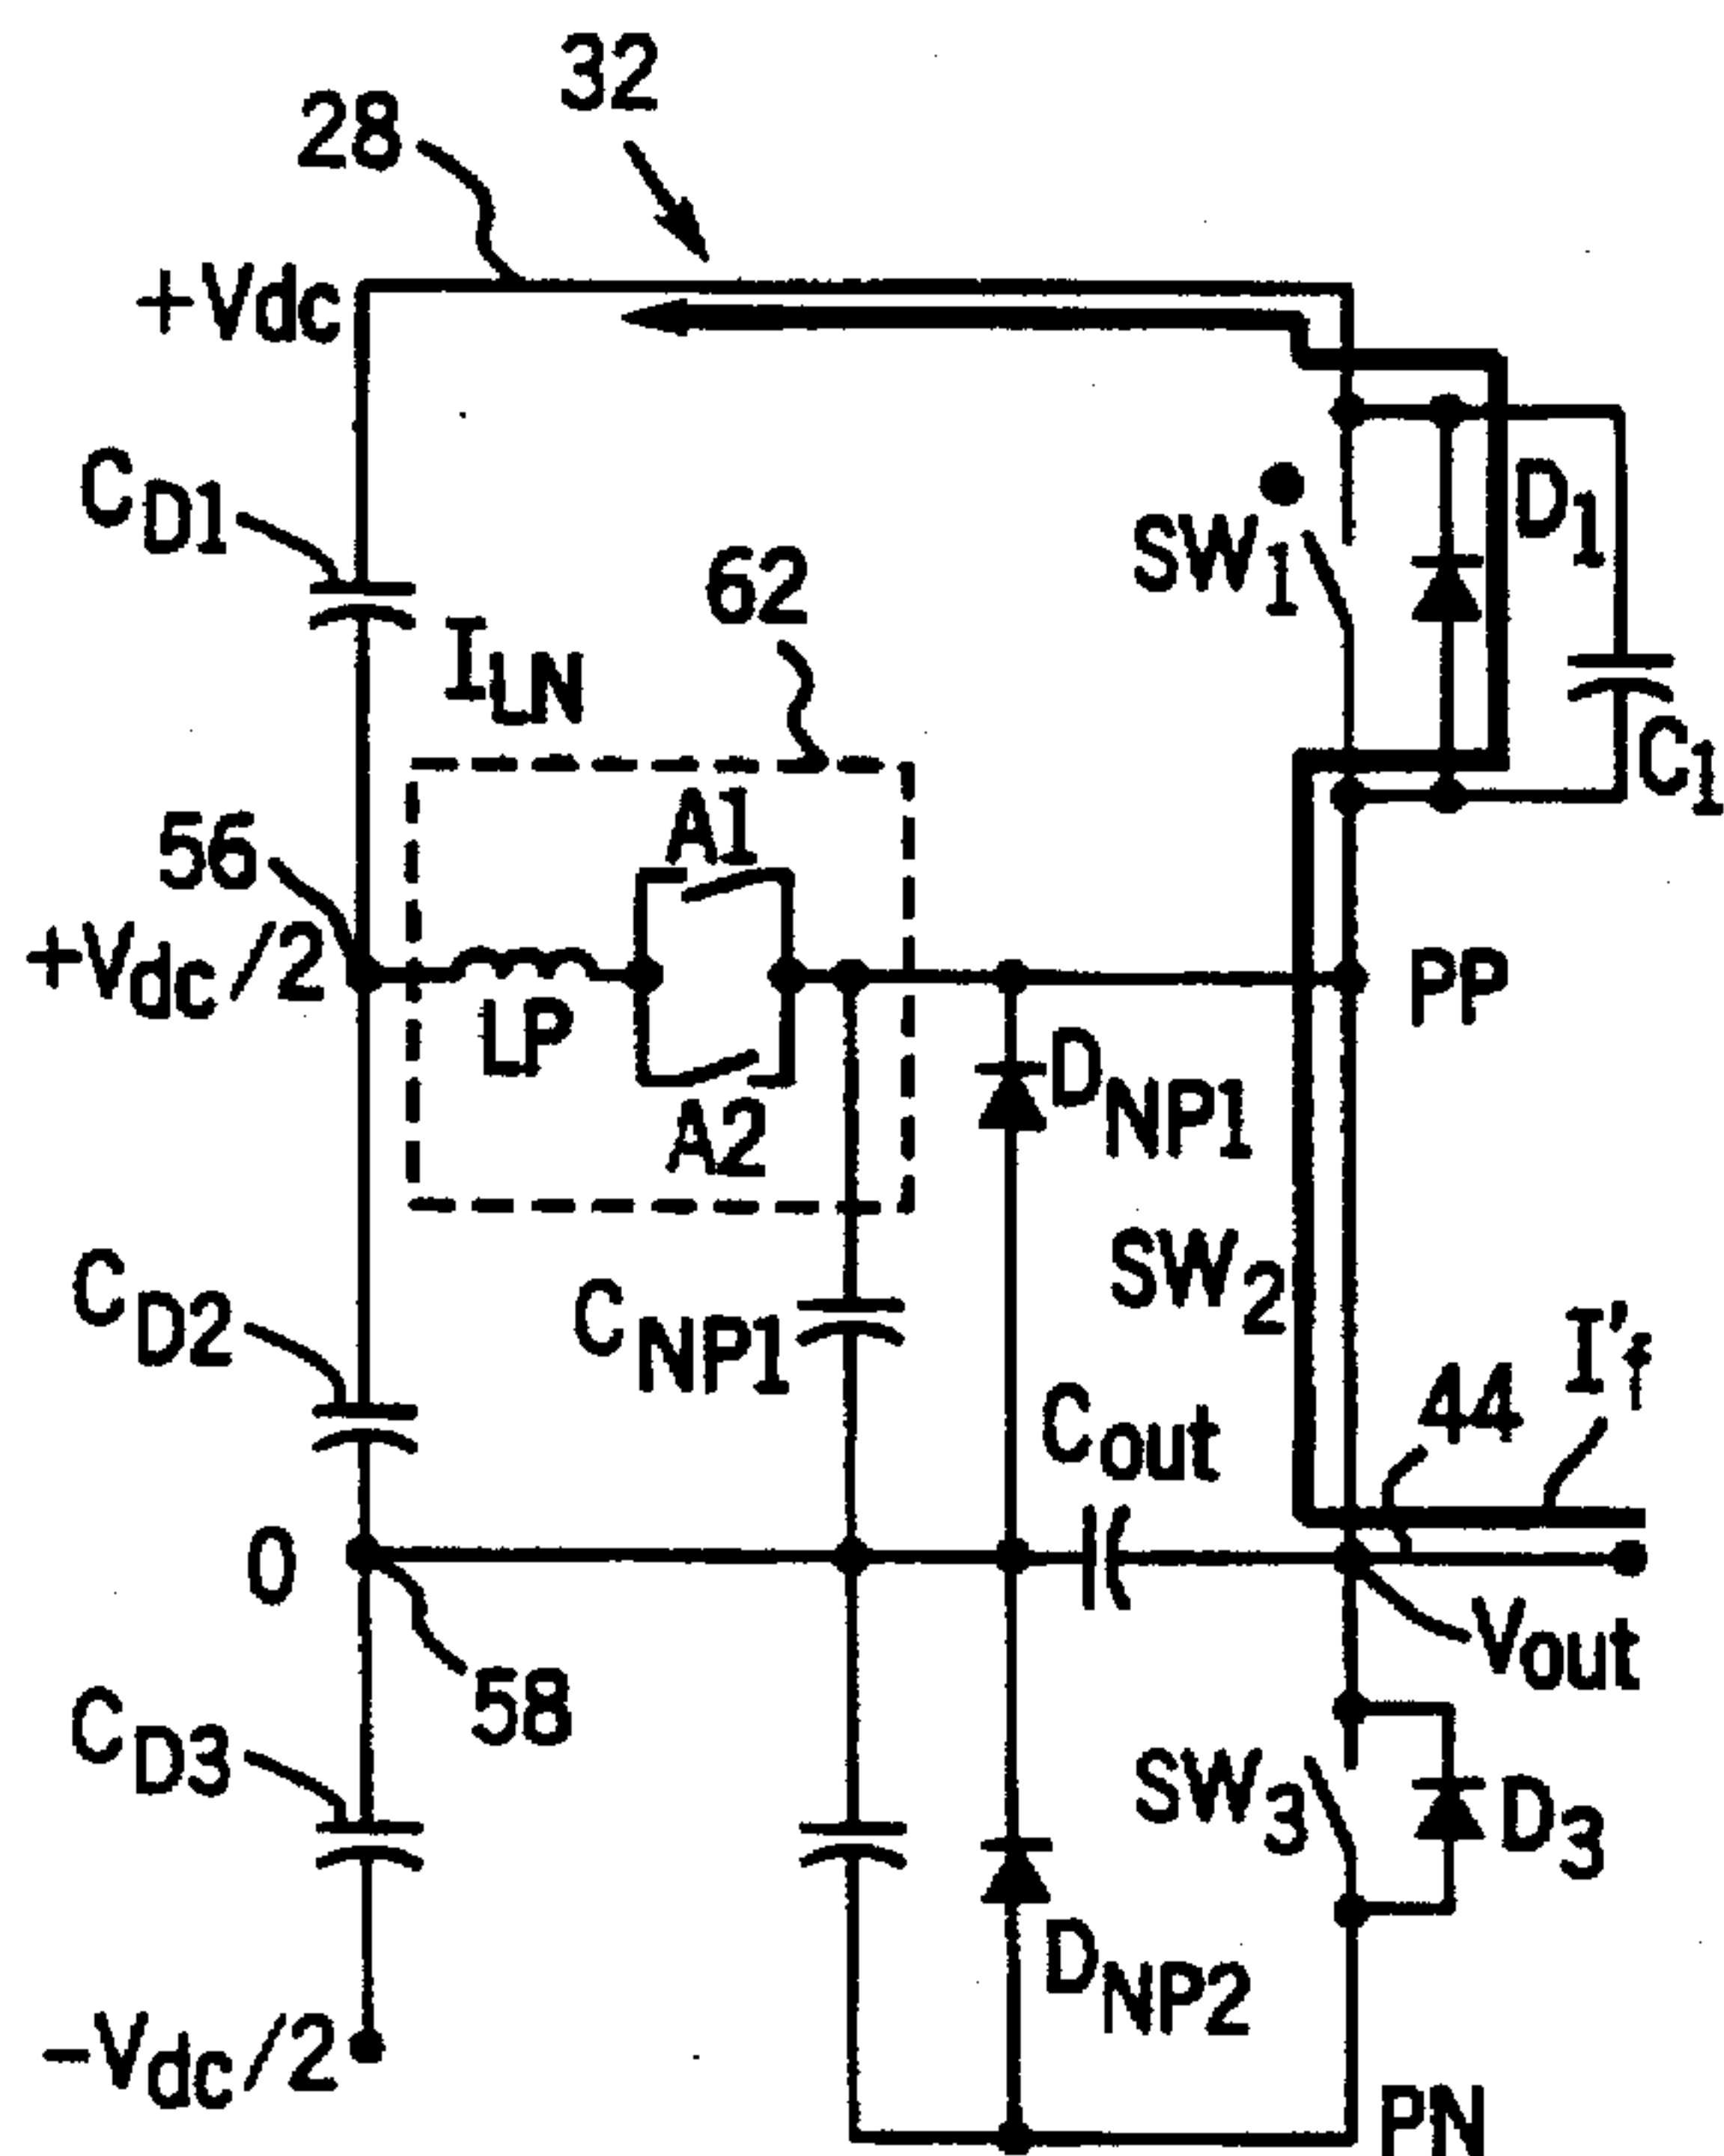 32
28
+Vdc
CD1
D1
SW1
62
ILN
C1
A1
56
+Vdc/2
PP
LP
DNP1
A2
SW2
CD2
CNP1
I'f
44
Cout
0
Vout
58
CD3
SW3
D3
DNP2
-Vdc/2
PN